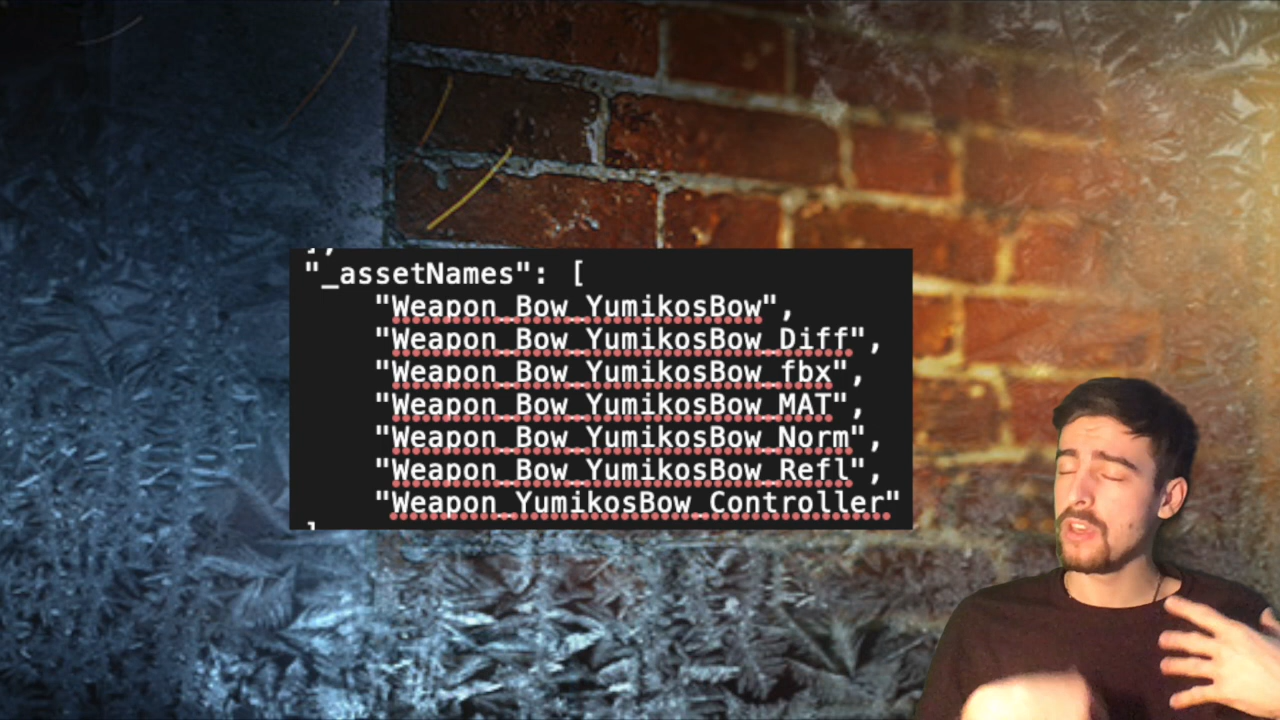 "_assetNames": [
"Weapon_Bow_YumikosBow",
"Weapon_Bow_YumikosBow_Diff",
"Weapon_Bow_YumikosBow_fbx",
"Weapon_Bow_YumikosBow_MAT",
"Weapon_Bow_YumikosBow_Norm",
"Weapon_Bow_YumikosBow_Refl",
"Weapon_YumikosBow_Controller"